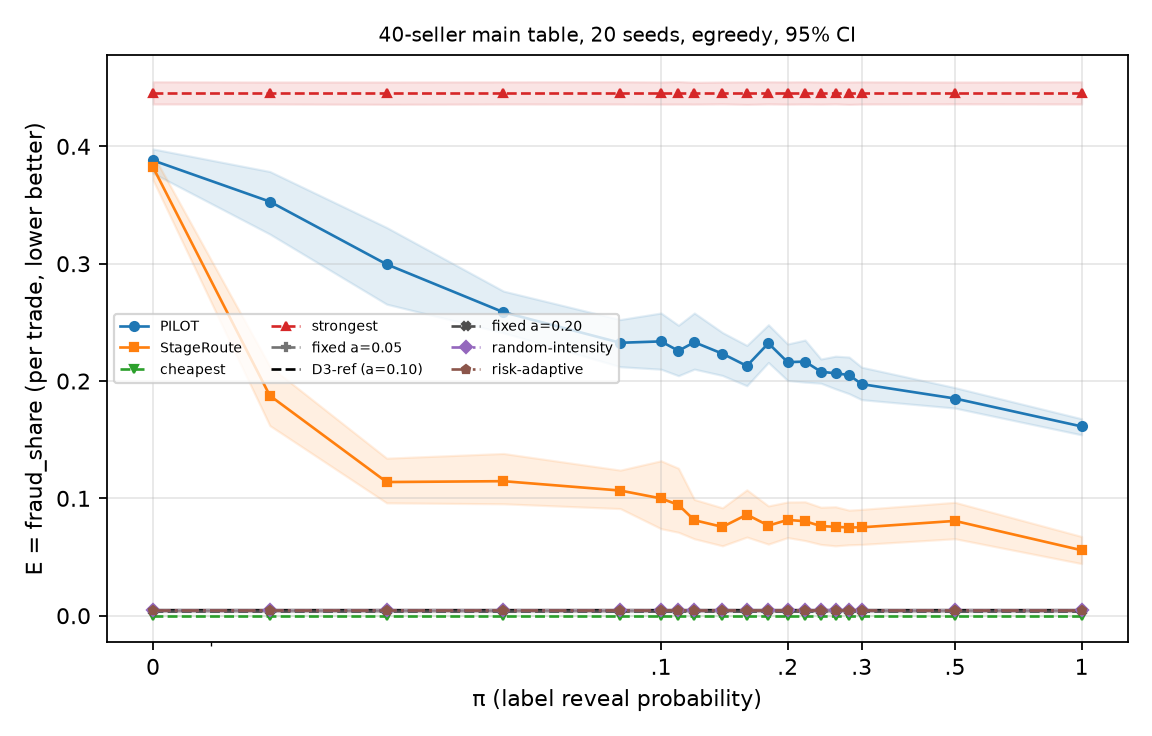 40-seller main table, 20 seeds, egreedy, 95% CI
E = fraud_share (per trade, lower better)
0.4
0.3
0.2
0.1
0.0
PILOT
StageRoute
cheapest
strongest
fixed a=0.05
D3-ref (a=0.10)
fixed a=0.20
random-intensity
risk-adaptive
0 .1 .2 .3 .5 1
π (label reveal probability)